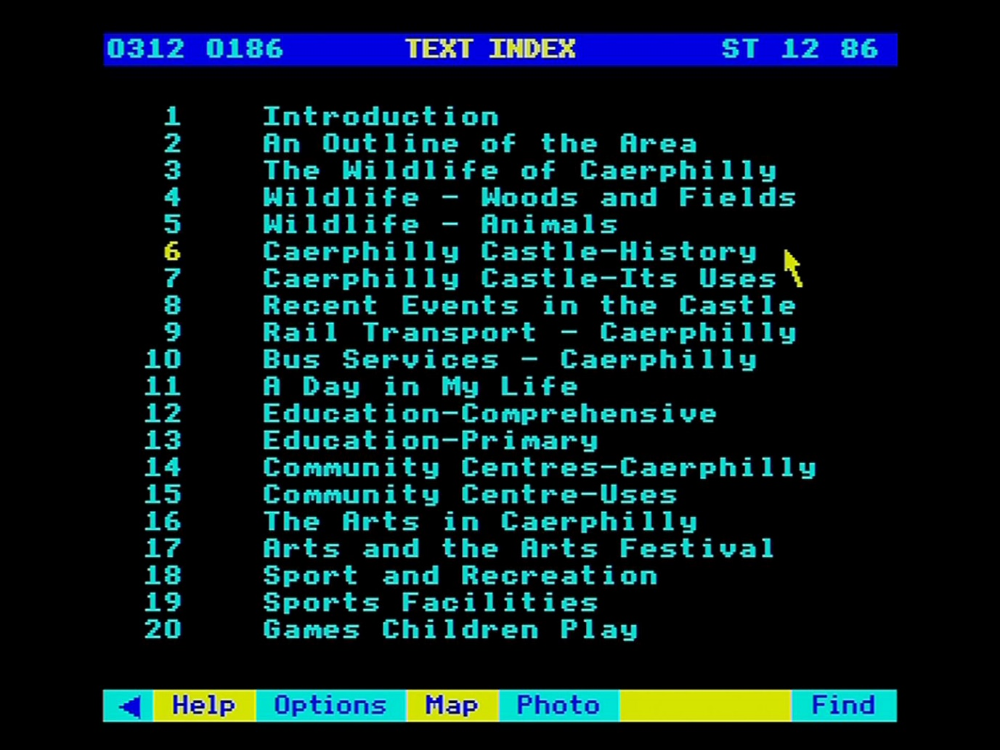 0312 0186 TEXT INDEX ST 12 86
1 Introduction
2 An Outline of the Area
3 The Wildlife of Caerphilly
4 Wildlife - Woods and Fields
5 Wildlife - Animals
6 Caerphilly Castle-History
7 Caerphilly Castle-Its Uses
8 Recent Events in the Castle
9 Rail Transport - Caerphilly
10 Bus Services - Caerphilly
11 A Day in My Life
12 Education-Comprehensive
13 Education-Primary
14 Community Centres-Caerphilly
15 Community Centre-Uses
16 The Arts in Caerphilly
17 Arts and the Arts Festival
18 Sport and Recreation
19 Sports Facilities
20 Games Children Play
Help Options Map Photo Find